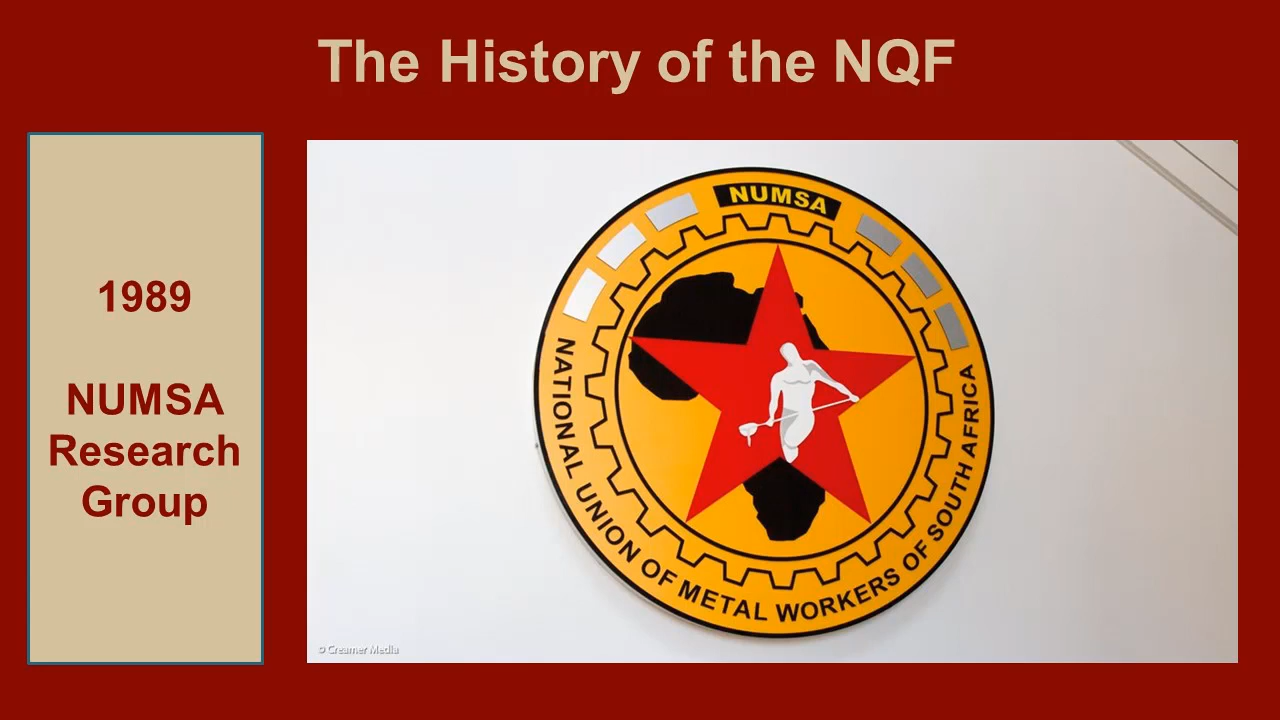 The History of the NQF
1989
NUMSA
Research
Group
NUMSA
NATIONAL UNION OF METAL WORKERS OF SOUTH AFRICA
© Creamer Media